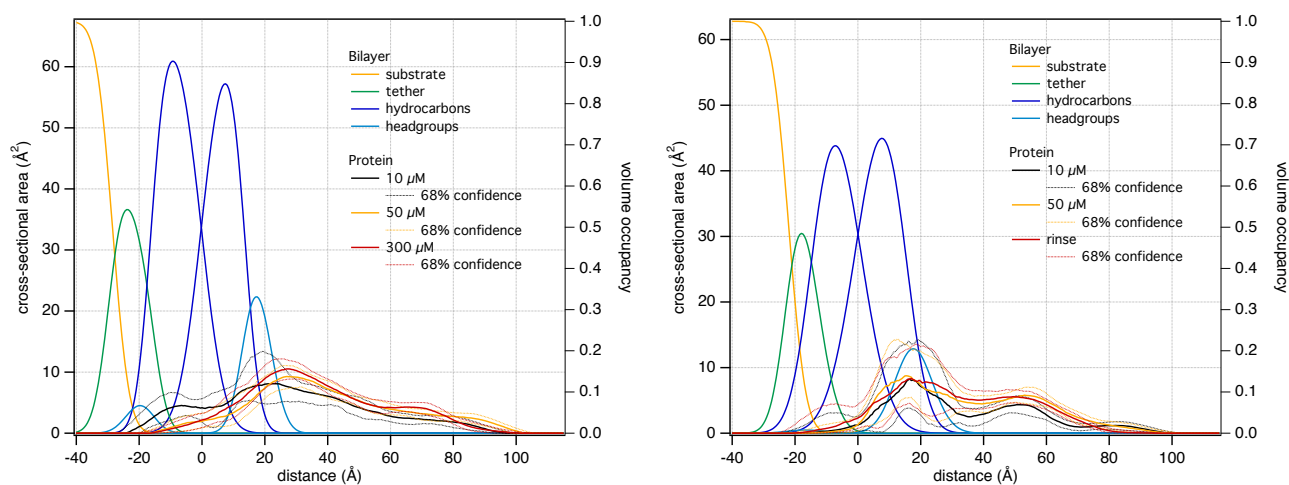 cross-sectional area (Å²)
60
50
40
30
20
10
0
-40
-20
0
20
40
60
80
100
distance (Å)
1.0
0.9
0.8
0.7
0.6
0.5
0.4
0.3
0.2
0.1
0.0
volume occupancy
Bilayer
substrate
tether
hydrocarbons
headgroups
Protein
10 µM
68% confidence
50 µM
68% confidence
300 µM
68% confidence
cross-sectional area (Å²)
60
50
40
30
20
10
0
-40
-20
0
20
40
60
80
100
distance (Å)
1.0
0.9
0.8
0.7
0.6
0.5
0.4
0.3
0.2
0.1
0.0
volume occupancy
Bilayer
substrate
tether
hydrocarbons
headgroups
Protein
10 µM
68% confidence
50 µM
68% confidence
rinse
68% confidence